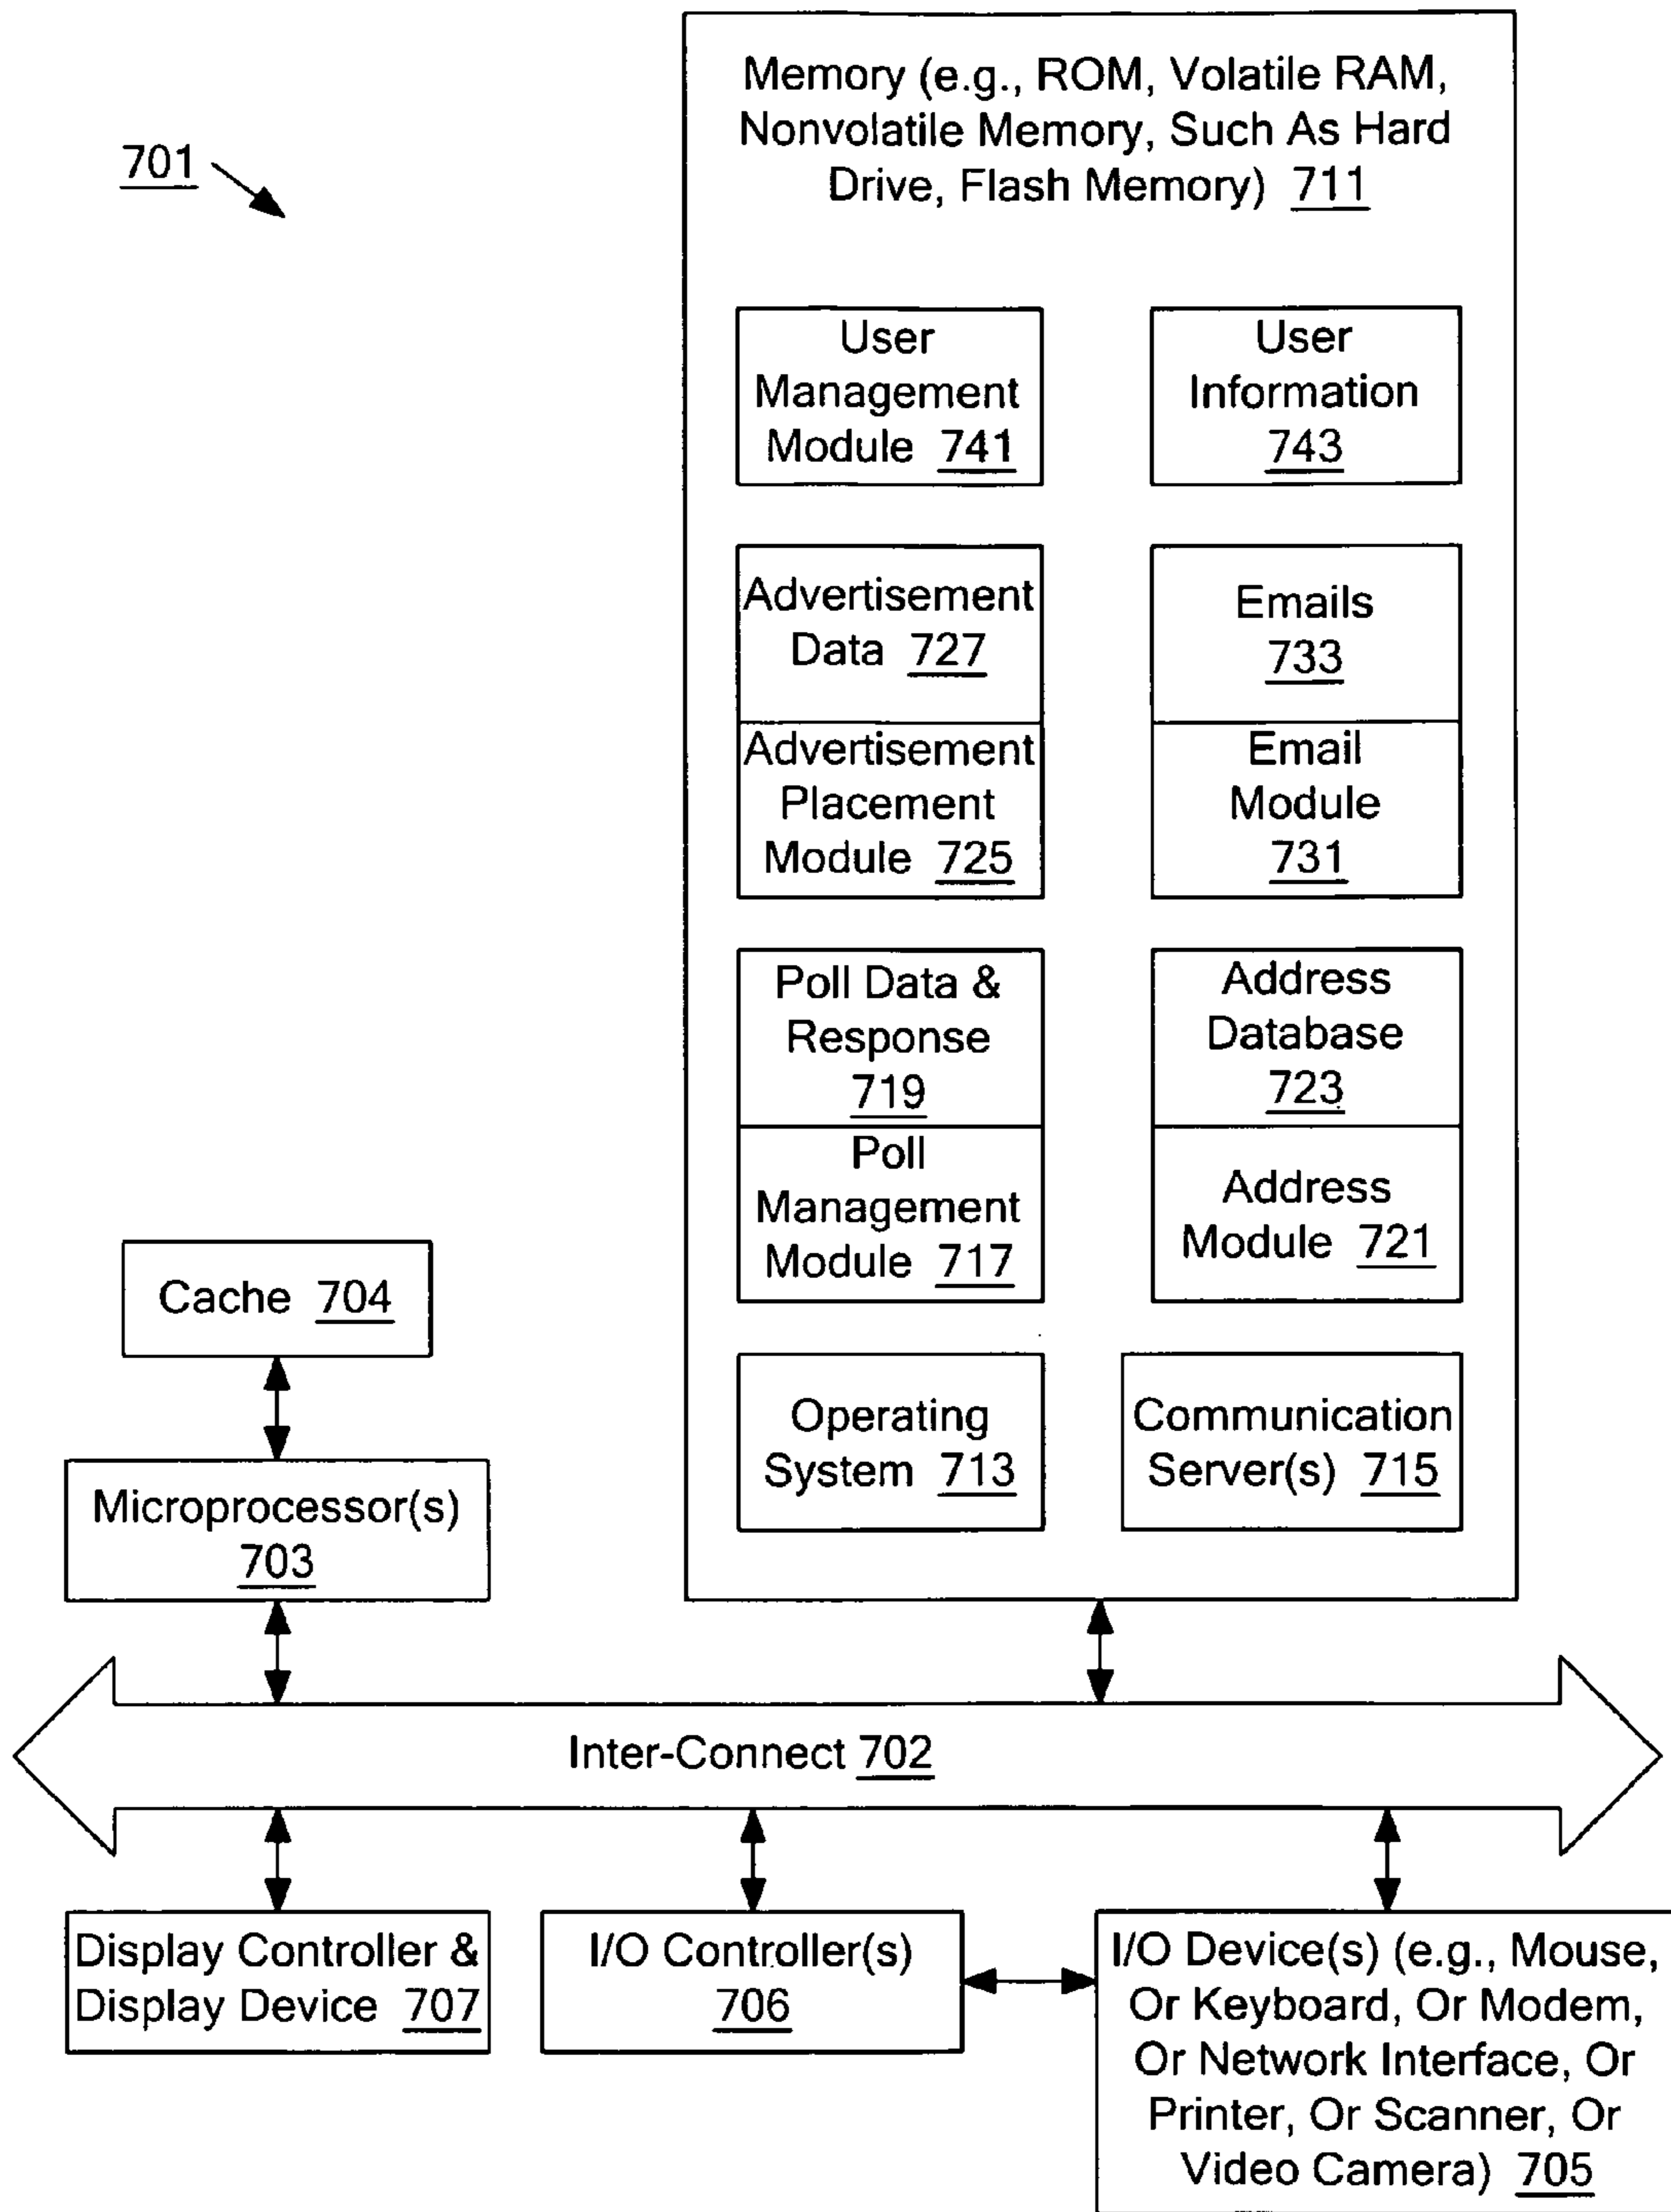 701
Memory (e.g., ROM, Volatile RAM,
Nonvolatile Memory, Such As Hard
Drive, Flash Memory) 711
User
Management
Module 741
User
Information
743
Advertisement
Data 727
Emails
733
Advertisement
Placement
Module 725
Email
Module
731
Poll Data &
Response
719
Address
Database
723
Poll
Management
Module 717
Address
Module 721
Cache 704
Operating
System 713
Communication
Server(s) 715
Microprocessor(s)
703
Inter-Connect 702
Display Controller &
Display Device 707
I/O Controller(s)
706
I/O Device(s) (e.g., Mouse,
Or Keyboard, Or Modem,
Or Network Interface, Or
Printer, Or Scanner, Or
Video Camera) 705